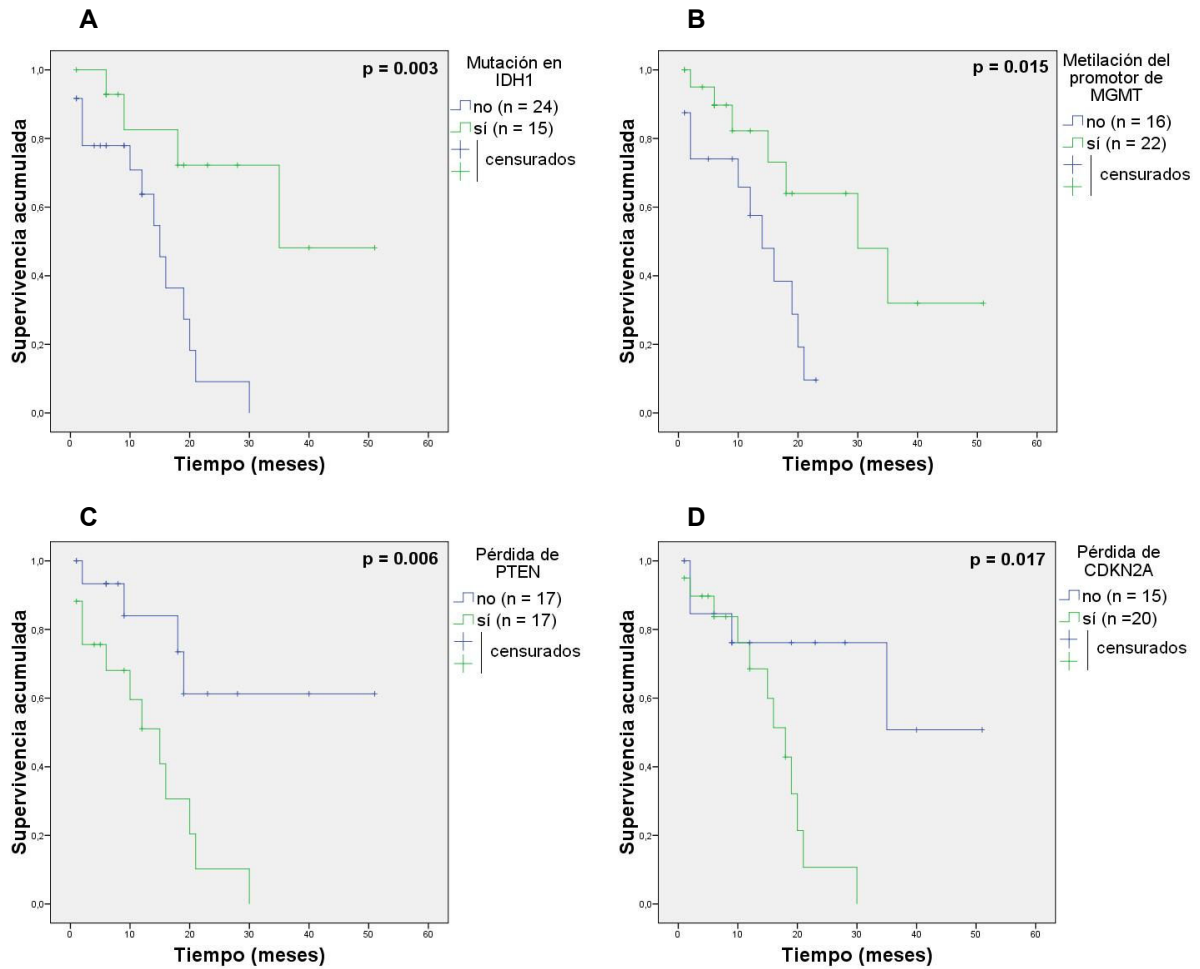 A
p = 0.003
Mutación en
IDH1
no (n = 24)
sí (n = 15)
censurados
Supervivencia acumulada
1,0
0,8
0,6
0,4
0,2
0,0
0 10 20 30 40 50 60
Tiempo (meses)
B
p = 0.015
Metilación del
promotor de
MGMT
no (n = 16)
sí (n = 22)
censurados
Supervivencia acumulada
1,0
0,8
0,6
0,4
0,2
0,0
0 10 20 30 40 50 60
Tiempo (meses)
C
p = 0.006
Pérdida de
PTEN
no (n = 17)
sí (n = 17)
censurados
Supervivencia acumulada
1,0
0,8
0,6
0,4
0,2
0,0
0 10 20 30 40 50 60
Tiempo (meses)
D
p = 0.017
Pérdida de
CDKN2A
no (n = 15)
sí (n =20)
censurados
Supervivencia acumulada
1,0
0,8
0,6
0,4
0,2
0,0
0 10 20 30 40 50 60
Tiempo (meses)